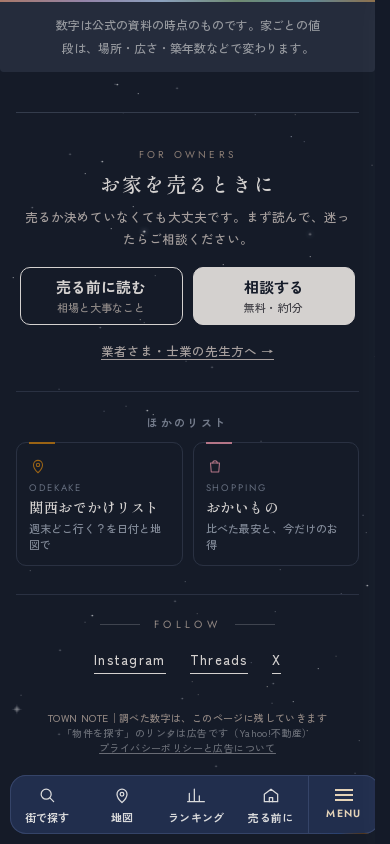 数字は公式の資料の時点のものです。家ごとの値
段は、場所・広さ・築年数などで変わります。
FOR OWNERS
お家を売るときに
売るか決めていなくても大丈夫です。まず読んで、迷っ
たらご相談ください。
売る前に読む
相場と大事なこと
相談する
無料・約1分
業者さま・士業の先生方へ →
ほかのリスト
ODEKAKE
関西おでかけリスト
週末どこ行く？を日付と地
図で
SHOPPING
おかいもの
比べた最安と、今だけのお
得
FOLLOW
Instagram Threads X
TOWN NOTE｜調べた数字は、このページに残していきます
・「物件を探す」のリンクは広告です（Yahoo!不動産）
プライバシーポリシーと広告について
街で探す 地図 ランキング 売る前に MENU